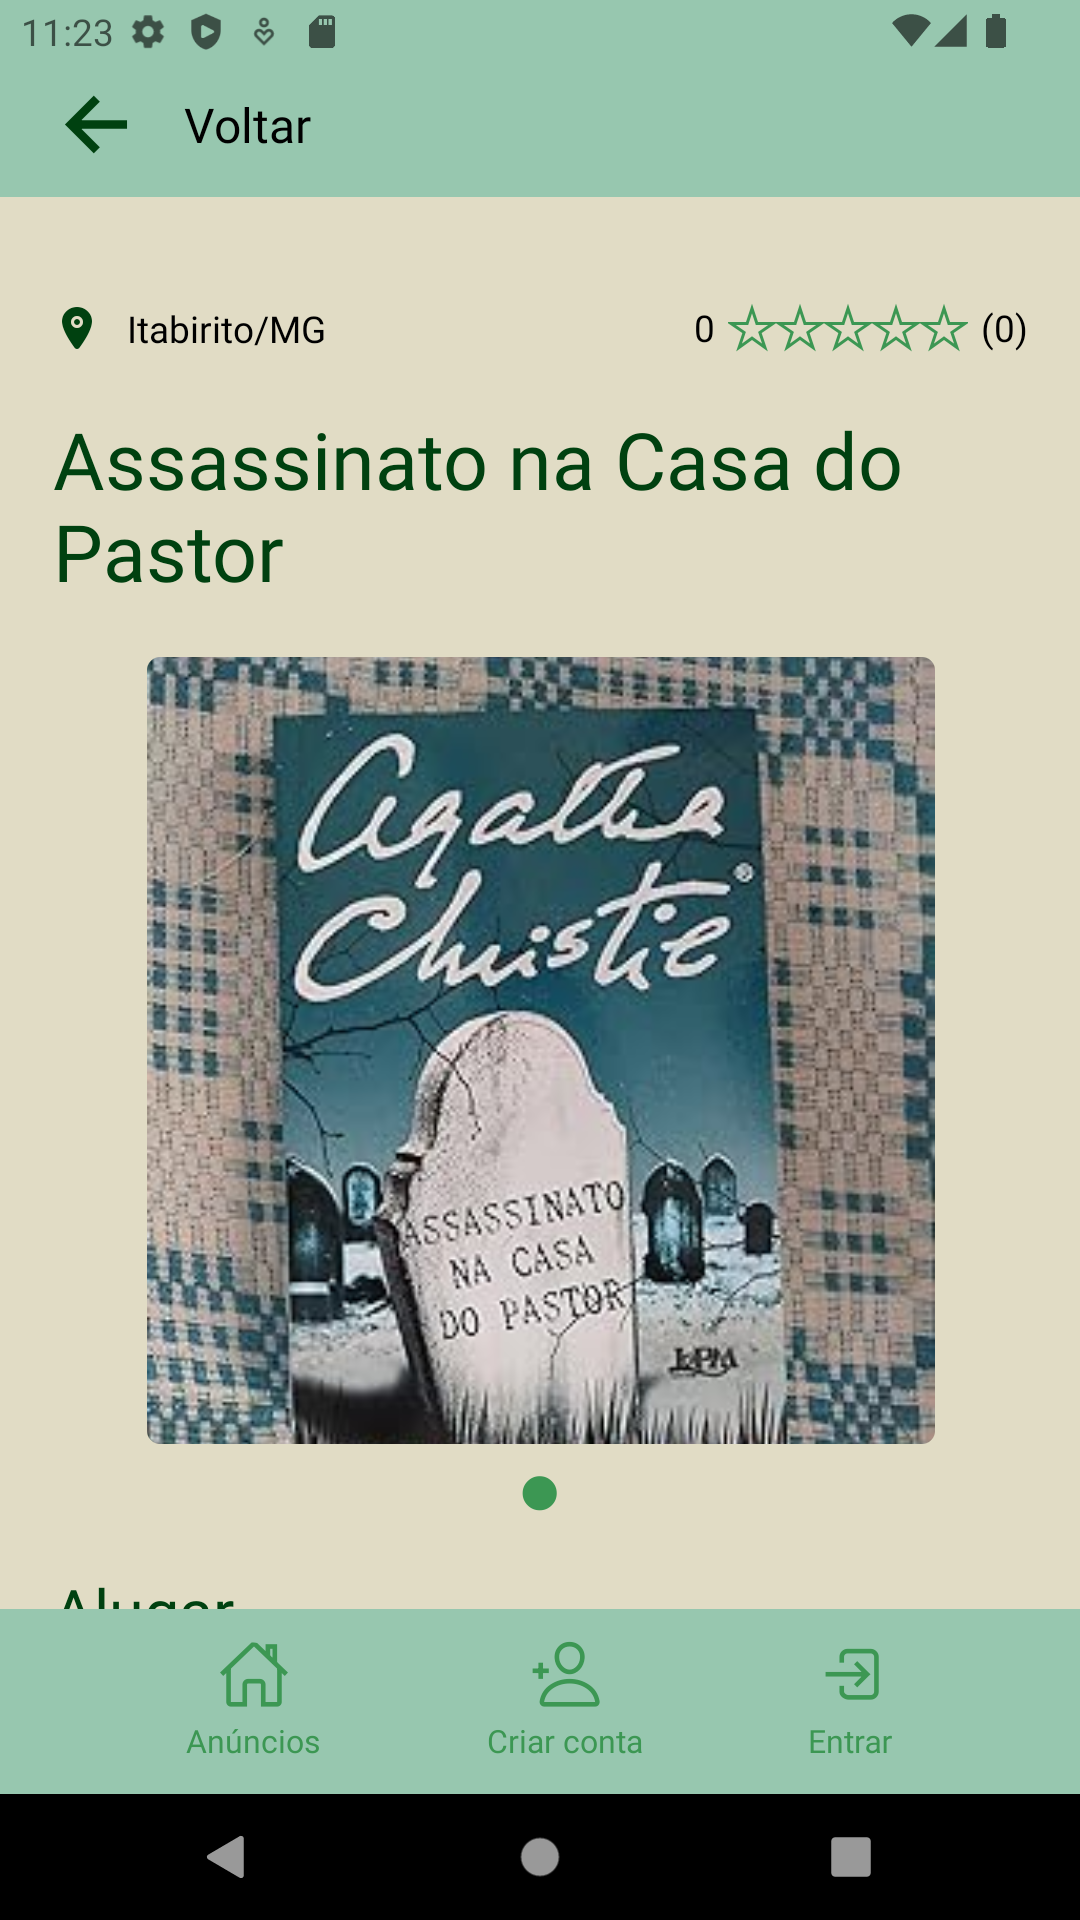 11:23
Voltar
Itabirito/MG
0
(0)
Assassinato na Casa do
Pastor
Agatha
Christie®
ASSASSINATO
NA CASA
DO PASTOR
L&PM
Alugar
Anúncios
Criar conta
Entrar